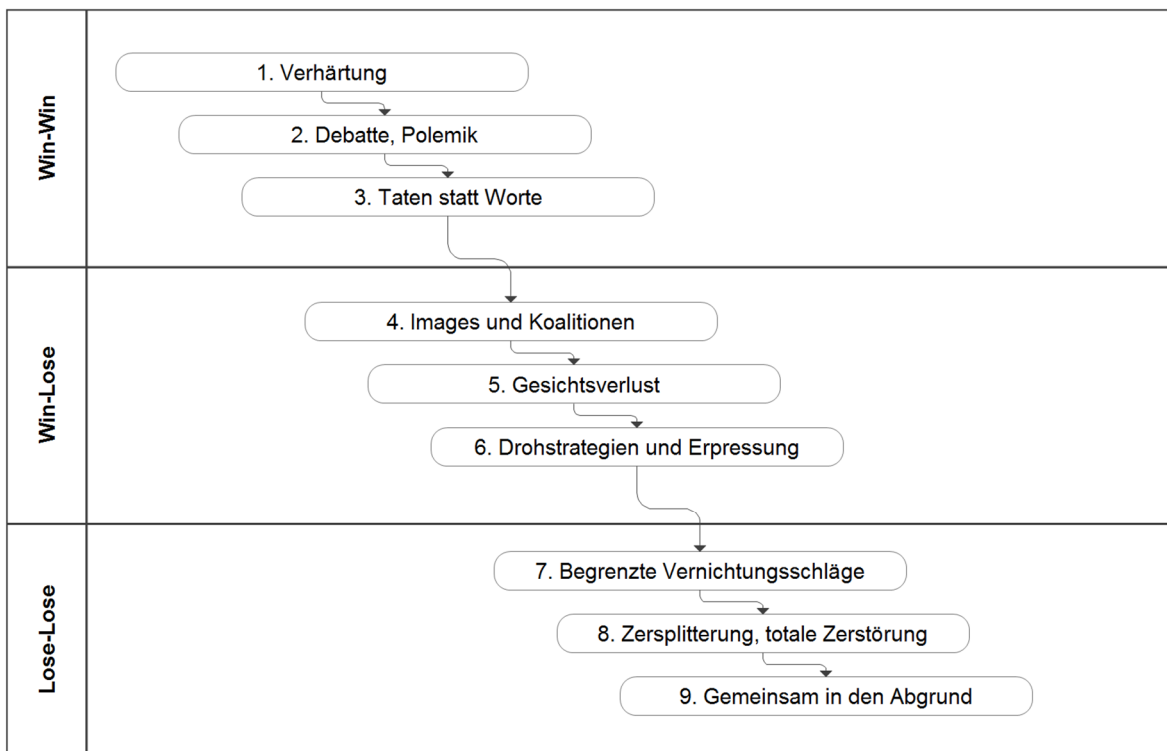 Win-Win
1. Verhärtung
2. Debatte, Polemik
3. Taten statt Worte
Win-Lose
4. Images und Koalitionen
5. Gesichtsverlust
6. Drohstrategien und Erpressung
Lose-Lose
7. Begrenzte Vernichtungsschläge
8. Zersplitterung, totale Zerstörung
9. Gemeinsam in den Abgrund